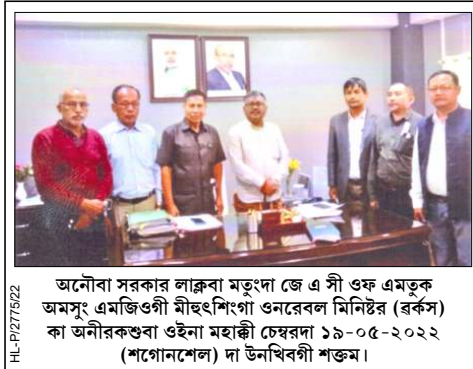 অনৌবা সরকার লাক্লবা মতুংদা জে এ সী ওফ এমতুক
অমসুং এমজিওগী মীহুৎশিংগা ওনরেবল মিনিষ্টর (ৱর্কস)
কা অনীরকশুবা ওইনা মহাক্কী চেম্বরদা ১৯-০৫-২০২২
(শগোনশেল) দা উনখিবগী শক্তম।
HL-P/2775/22